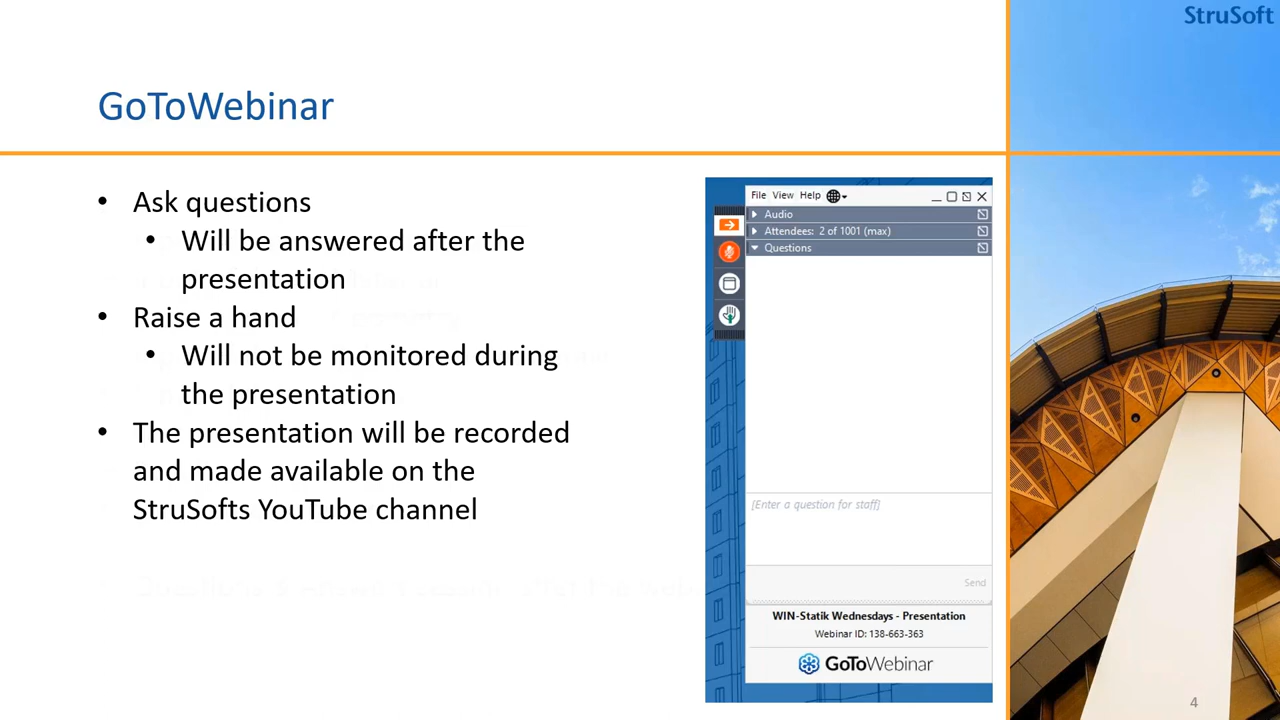 StruSoft
GoToWebinar
• Ask questions
• Will be answered after the
presentation
• Raise a hand
• Will not be monitored during
the presentation
• The presentation will be recorded
and made available on the
StruSofts YouTube channel
File View Help
Audio
Attendees: 2 of 1001 (max)
Questions
[Enter a question for staff]
Send
WIN-Statik Wednesdays - Presentation
Webinar ID: 138-663-363
GoToWebinar
4